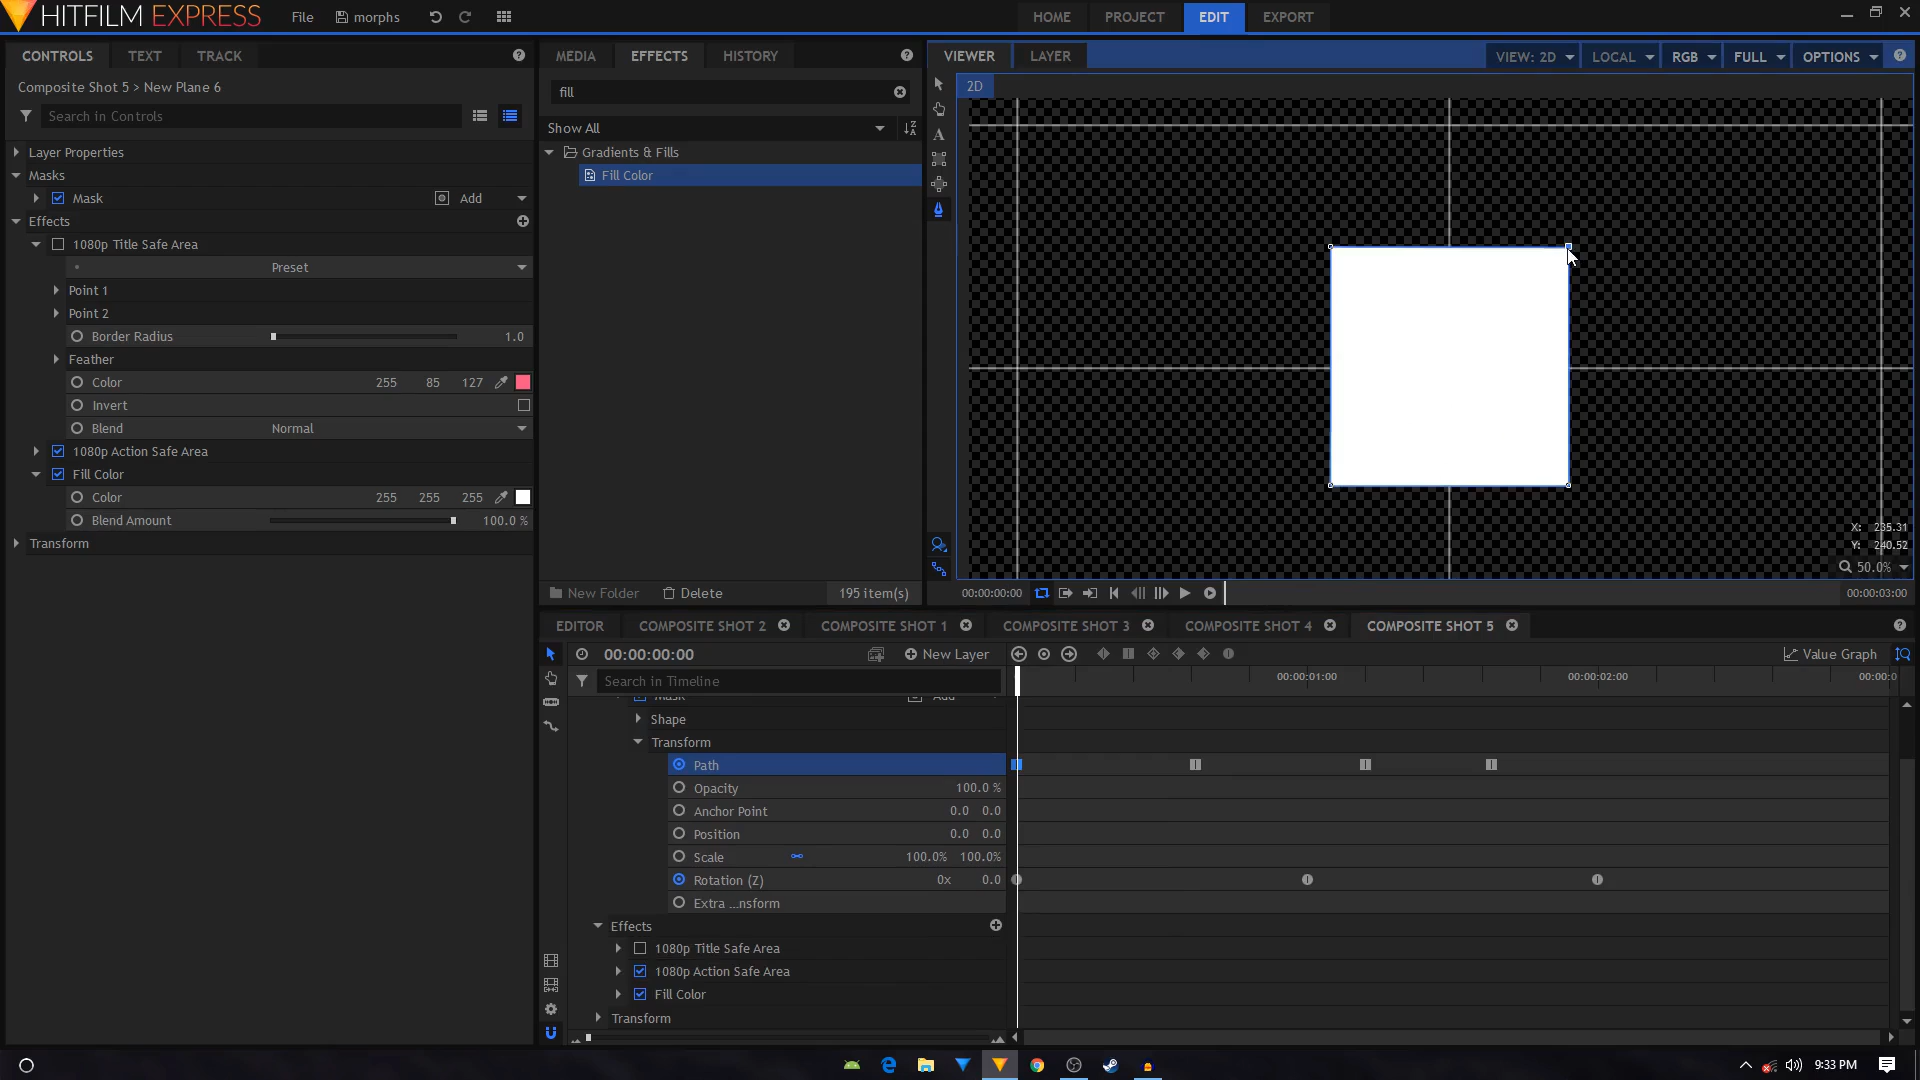 HITFILM EXPRESS
File
morphs
HOME
PROJECT
EDIT
EXPORT
CONTROLS
TEXT
TRACK
Composite Shot 5 > New Plane 6
Search in Controls
Layer Properties
Masks
Mask
Add
Effects
1080p Title Safe Area
Preset
Point 1
Point 2
Border Radius 1.0
Feather
Color 255 85 127
Invert
Blend Normal
1080p Action Safe Area
Fill Color
Color 255 255 255
Blend Amount 100.0 %
Transform
MEDIA
EFFECTS
HISTORY
fill
Show All
Gradients & Fills
Fill Color
New Folder
Delete
195 item(s)
VIEWER
LAYER
VIEW: 2D
LOCAL
RGB
FULL
OPTIONS
2D
X: 235.31
Y: 240.52
50.0%
00:00:00:00
00:00:03:00
EDITOR
COMPOSITE SHOT 2
COMPOSITE SHOT 1
COMPOSITE SHOT 3
COMPOSITE SHOT 4
COMPOSITE SHOT 5
00:00:00:00
New Layer
Value Graph
Search in Timeline
00:00:01:00
00:00:02:00
00:00:0
Mask
Add
Shape
Transform
Path
Opacity 100.0 %
Anchor Point 0.0 0.0
Position 0.0 0.0
Scale 100.0% 100.0%
Rotation (Z) 0x 0.0
Extra ...nsform
Effects
1080p Title Safe Area
1080p Action Safe Area
Fill Color
Transform
9:33 PM